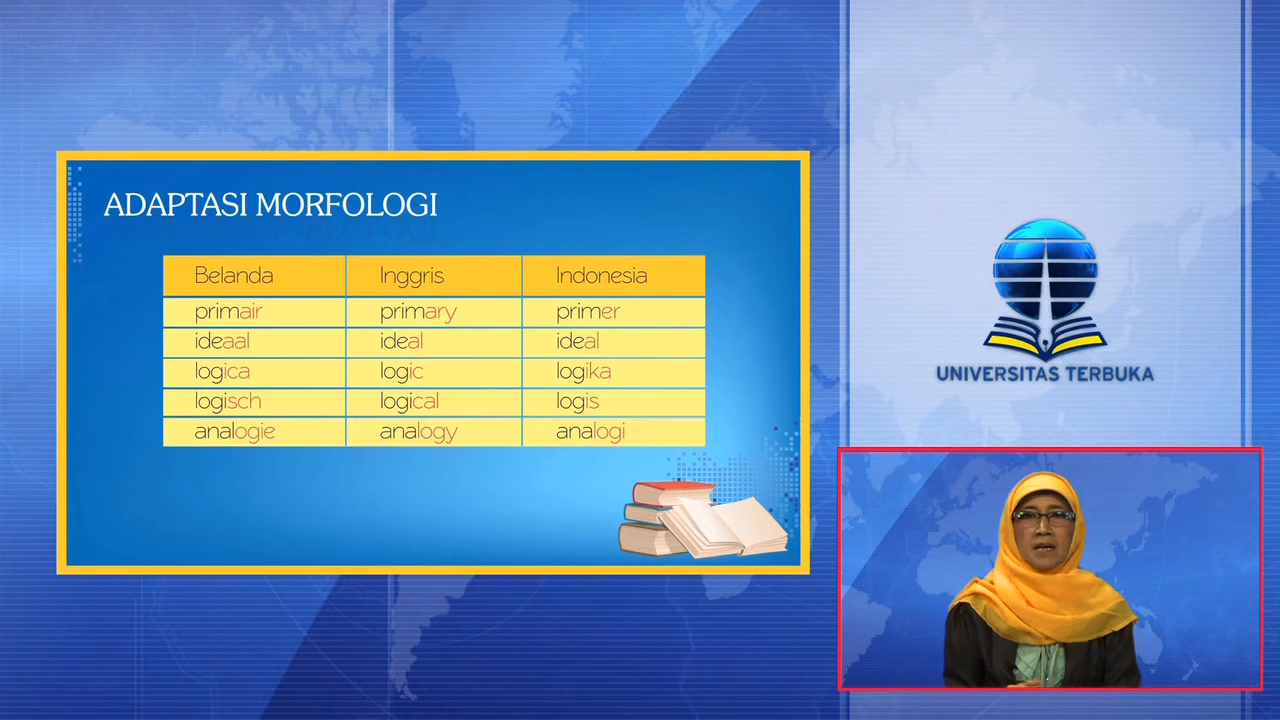 ADAPTASI MORFOLOGI
Belanda Inggris Indonesia
primair primary primer
ideaal ideal ideal
logica logic logika
logisch logical logis
analogie analogy analogi
UNIVERSITAS TERBUKA